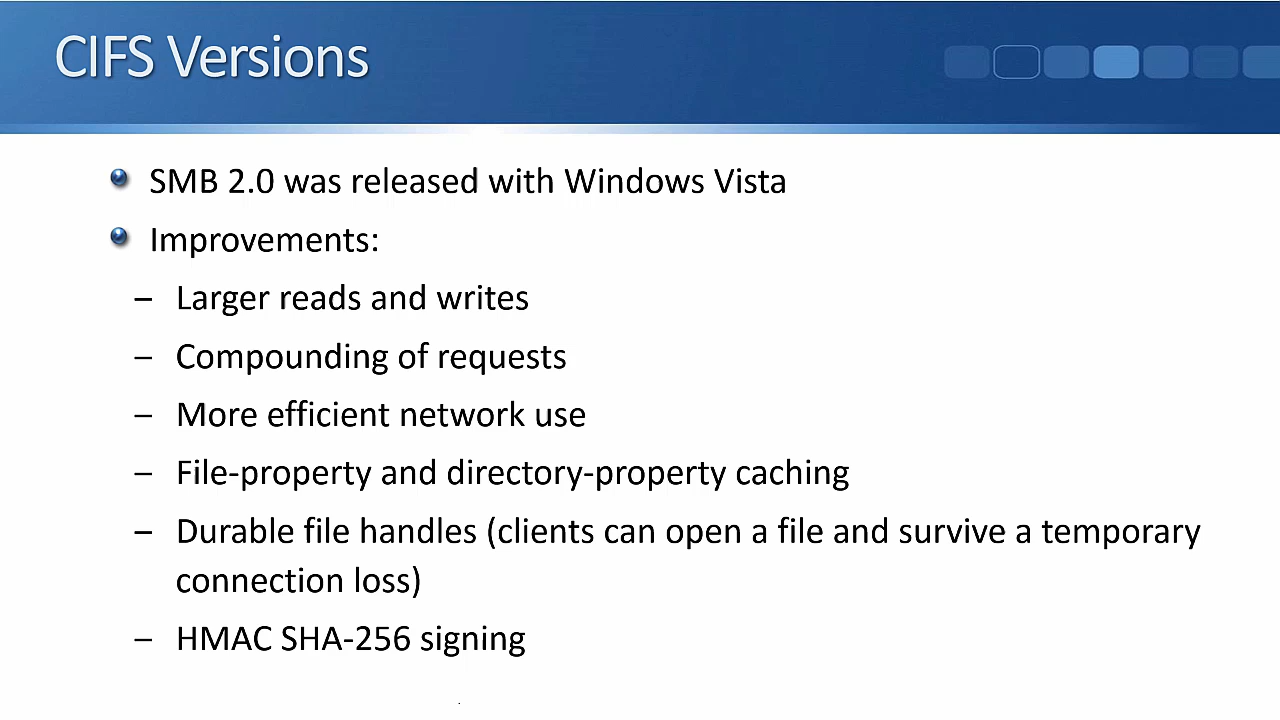 CIFS Versions
SMB 2.0 was released with Windows Vista
Improvements:
– Larger reads and writes
– Compounding of requests
– More efficient network use
– File-property and directory-property caching
– Durable file handles (clients can open a file and survive a temporary
connection loss)
– HMAC SHA-256 signing